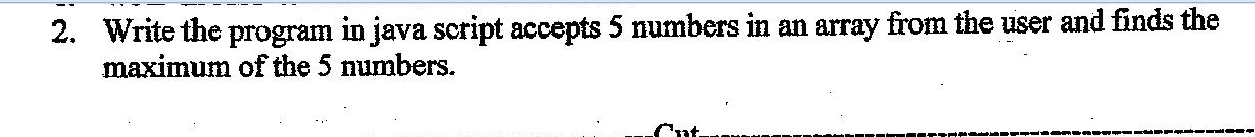 2. Write the program in java script accepts 5 numbers in an array from the user and finds the
maximum of the 5 numbers.
Cut